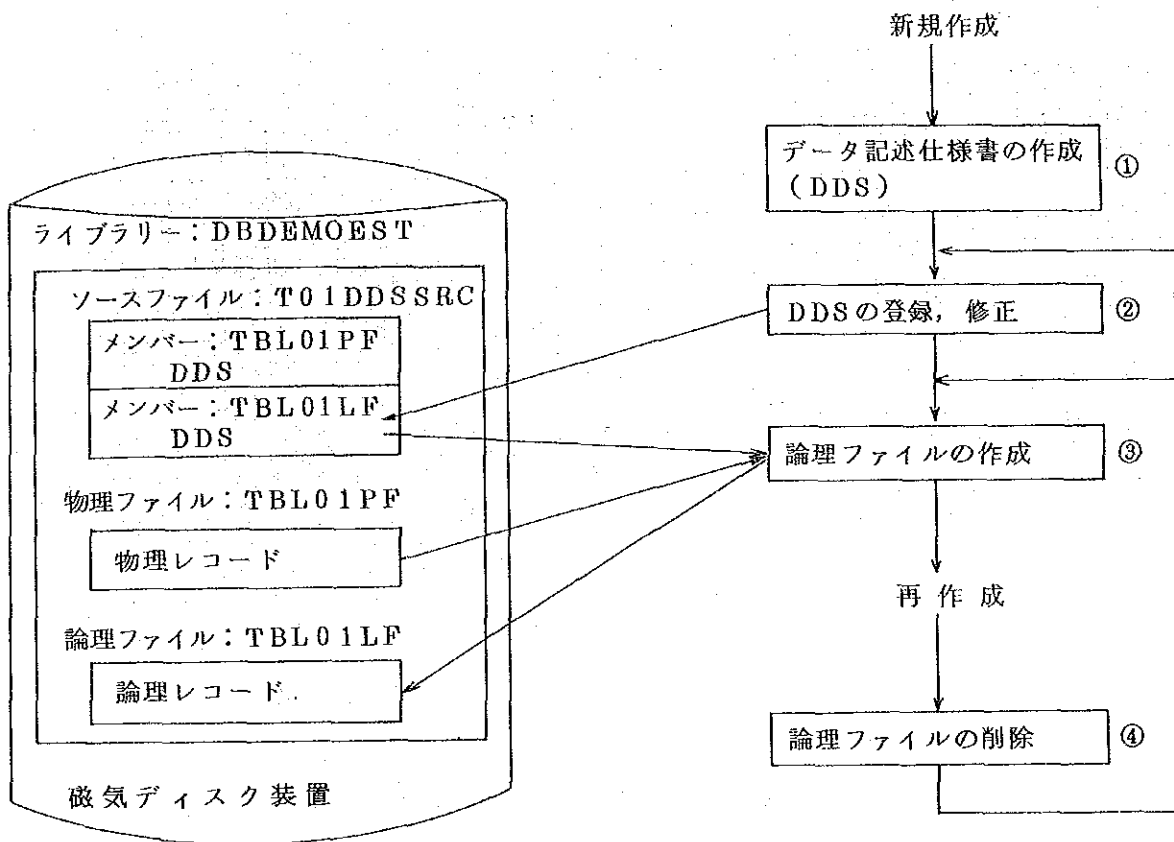 新規作成
データ記述仕様書の作成
(DDS)
①
DDSの登録,修正
②
論理ファイルの作成
③
再作成
論理ファイルの削除
④
ライブラリー:DBDEMOEST
ソースファイル:T01DDSSRC
メンバー:TBL01PF
DDS
メンバー:TBL01LF
DDS
物理ファイル:TBL01PF
物理レコード
論理ファイル:TBL01LF
論理レコード
磁気ディスク装置